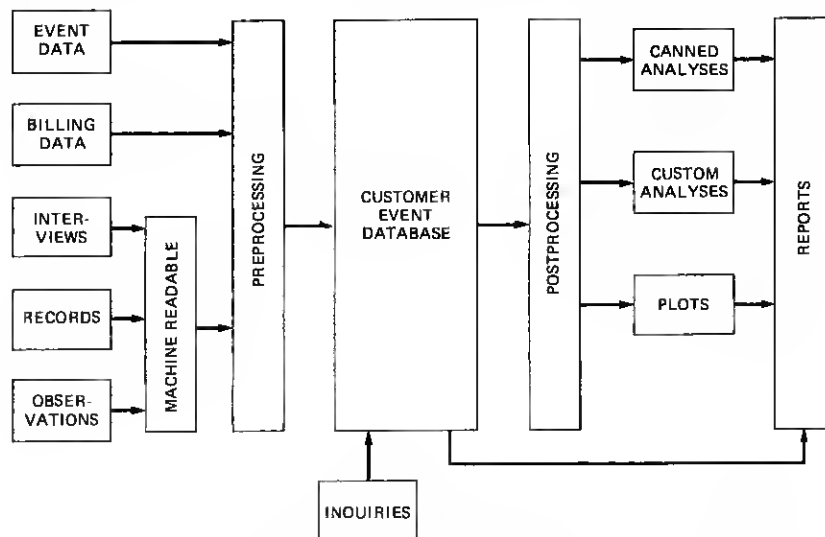 EVENT
DATA
BILLING
DATA
INTER-
VIEWS
RECORDS
OBSER-
VATIONS
MACHINE READABLE
PREPROCESSING
CUSTOMER
EVENT
DATABASE
INQUIRIES
POSTPROCESSING
CANNED
ANALYSES
CUSTOM
ANALYSES
PLOTS
REPORTS